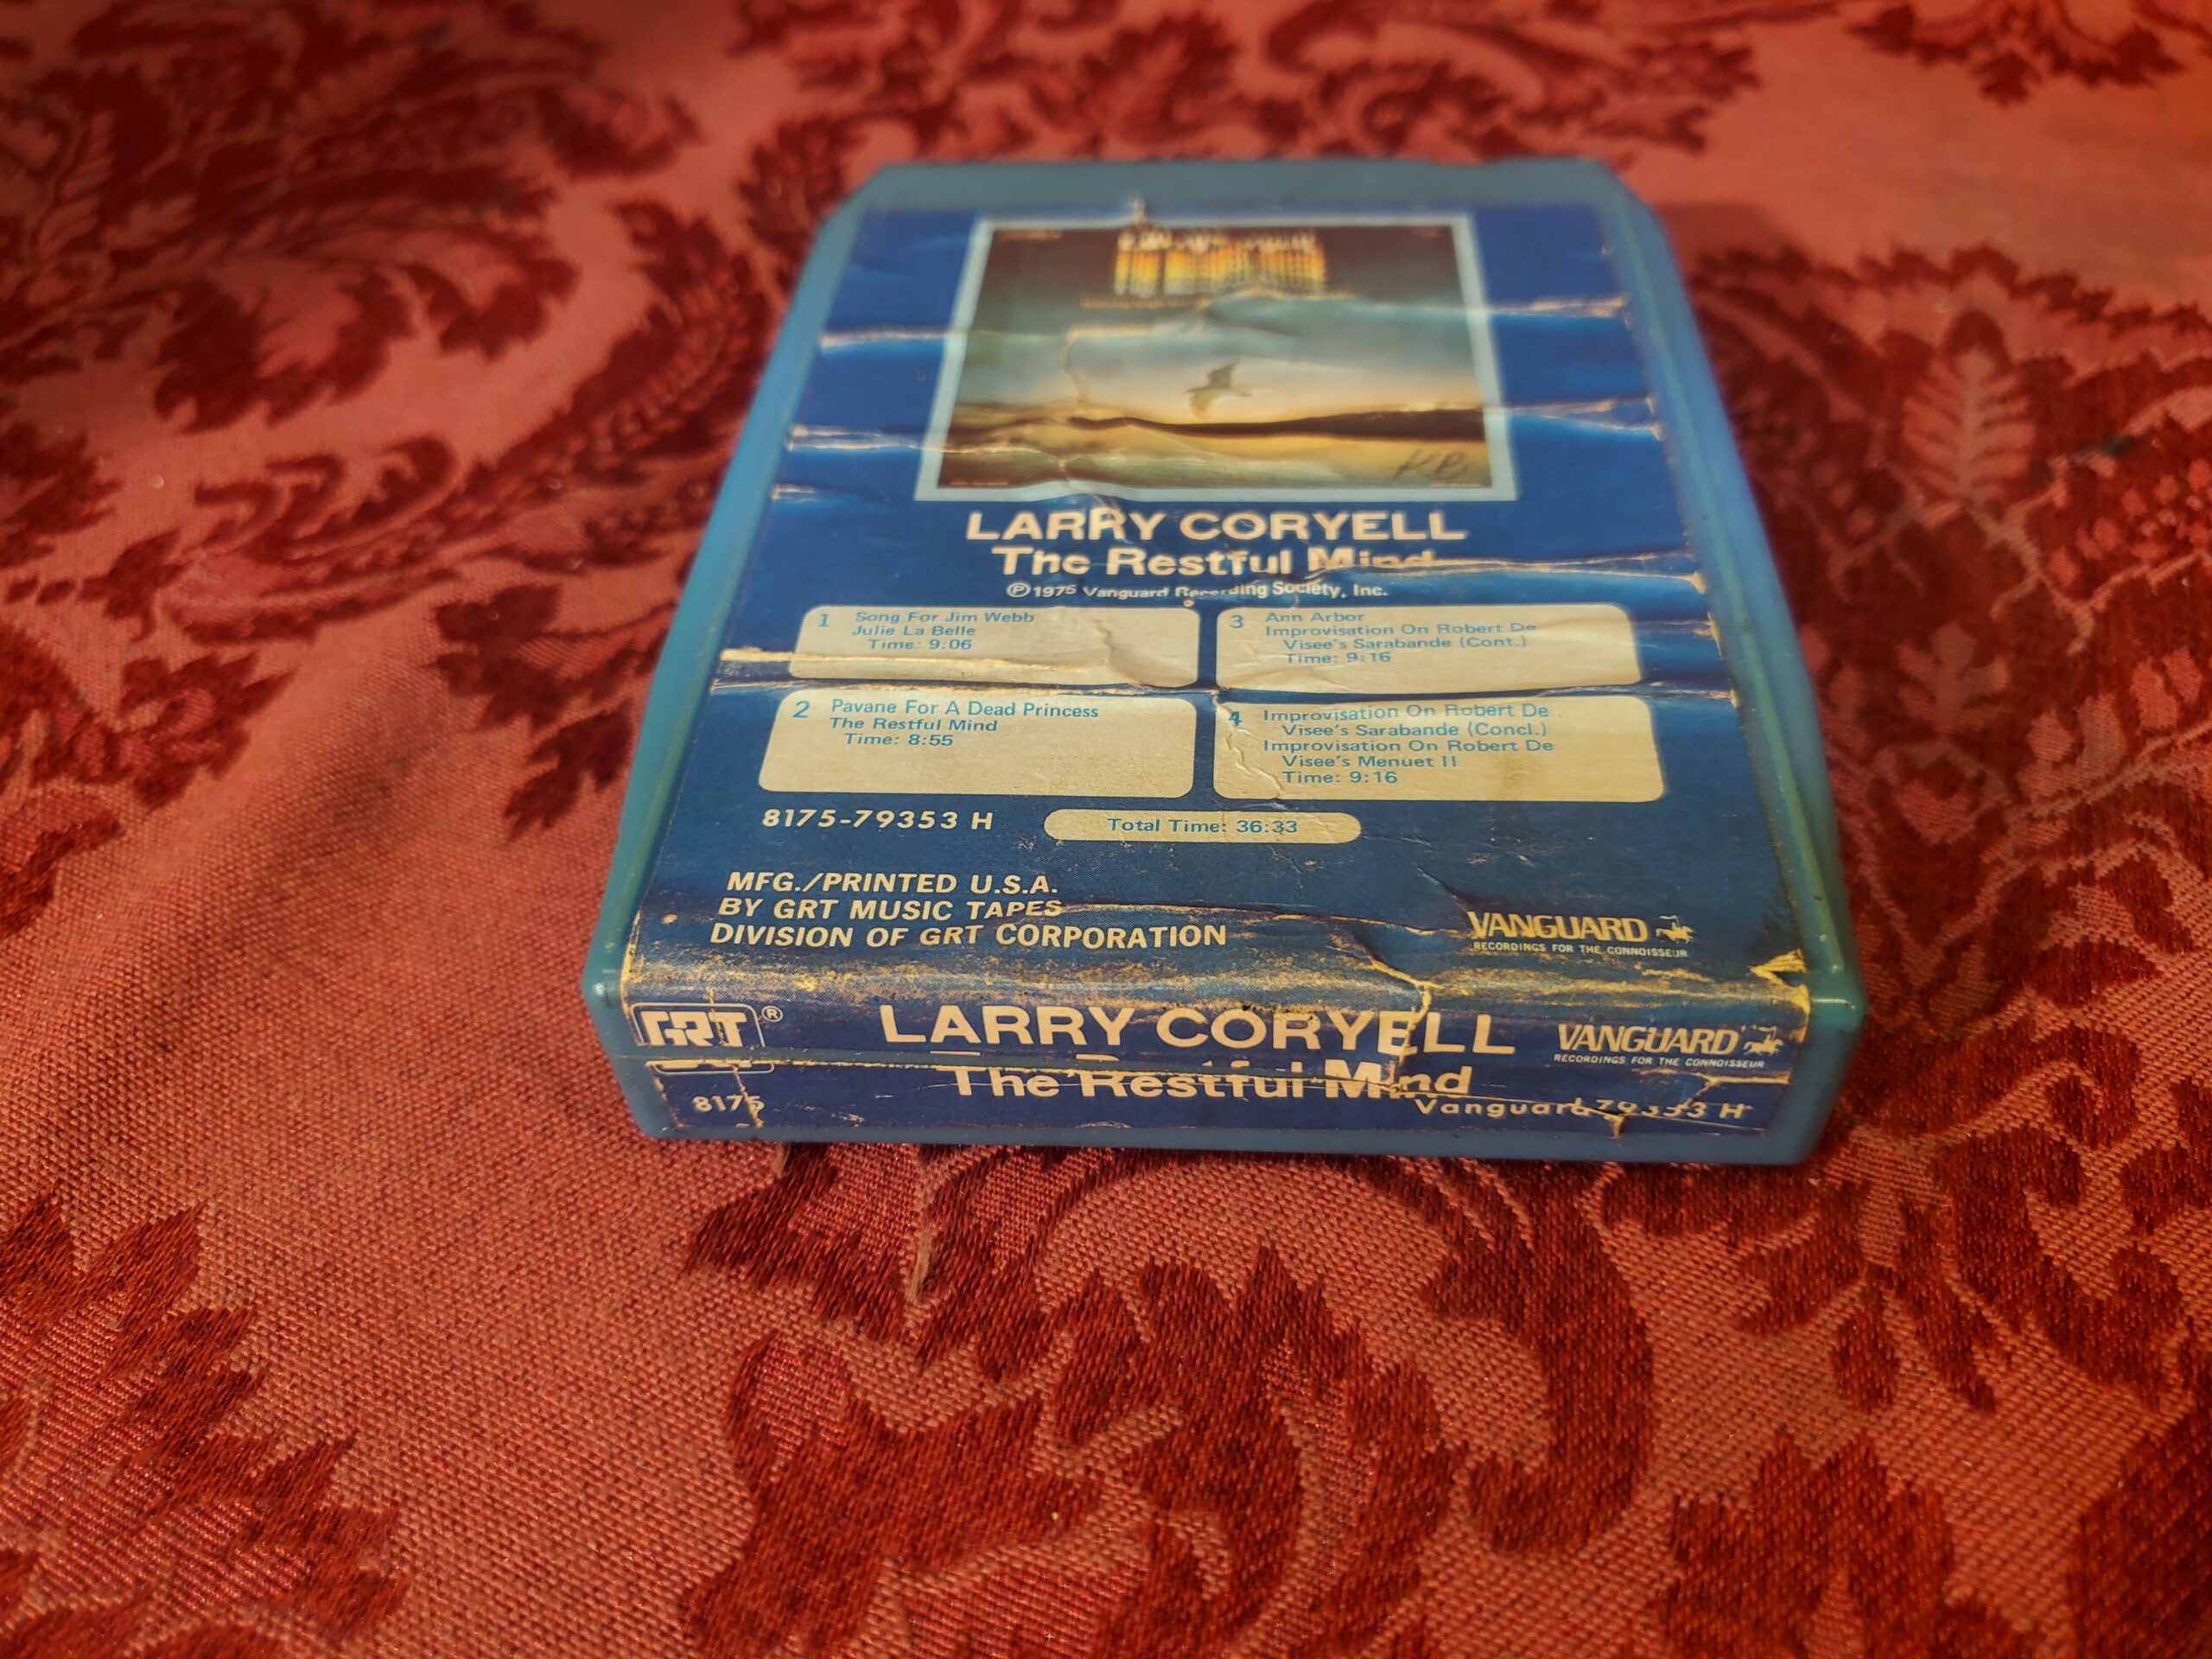 KB
LARRY CORYELL
The Restful Mind
Ⓟ1975 Vanguard Recording Society, Inc.
1 Song For Jim Webb
Julie La Belle
Time: 9:06
2 Pavane For A Dead Princess
The Restful Mind
Time: 8:55
3 Ann Arbor
Improvisation On Robert De
Visee's Sarabande (Cont.)
Time: 9:16
4 Improvisation On Robert De
Visee's Sarabande (Concl.)
Improvisation On Robert De
Visee's Menuet II
Time: 9:16
8175-79353 H
Total Time: 36:33
MFG./PRINTED U.S.A.
BY GRT MUSIC TAPES
DIVISION OF GRT CORPORATION
VANGUARD
RECORDINGS FOR THE CONNOISSEUR
GRT®
LARRY CORYELL
The Restful Mind
VANGUARD
RECORDINGS FOR THE CONNOISSEUR
8175
Vanguard 79353 H